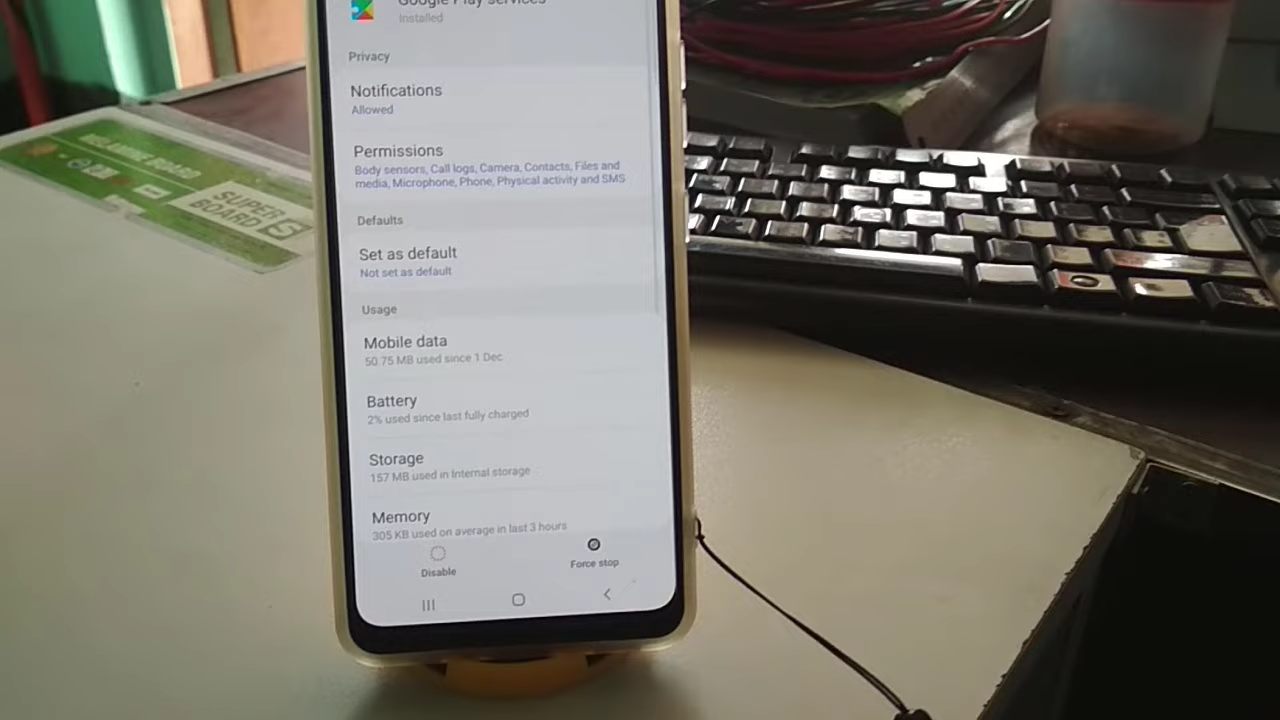 Google Play services
Installed
Privacy
Notifications
Allowed
Permissions
Body sensors, Call logs, Camera, Contacts, Files and
media, Microphone, Phone, Physical activity and SMS
Defaults
Set as default
Not set as default
Usage
Mobile data
50.75 MB used since 1 Dec
Battery
2% used since last fully charged
Storage
157 MB used in Internal storage
Memory
305 KB used on average in last 3 hours
Disable
Force stop
MELAMINE BOARD
SUPER
BOARD
S